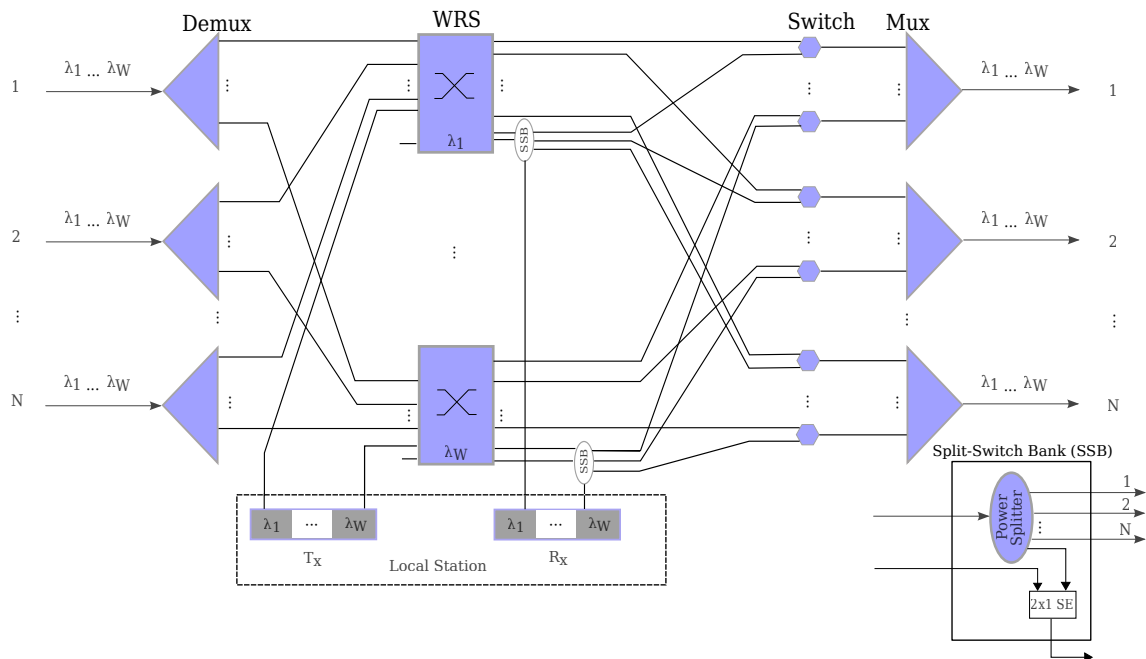 Demux
WRS
Switch
Mux
1
λ1 ... λW
...
λ1
SSB
...
...
...
λ1 ... λW
1
2
λ1 ... λW
...
...
...
...
λ1 ... λW
2
...
...
...
...
N
λ1 ... λW
...
λW
...
...
SSB
...
...
λ1 ... λW
N
λ1 ... λW
Tx
λ1 ... λW
Rx
Local Station
Split-Switch Bank (SSB)
Power
Splitter
1
2
...
N
2x1 SE